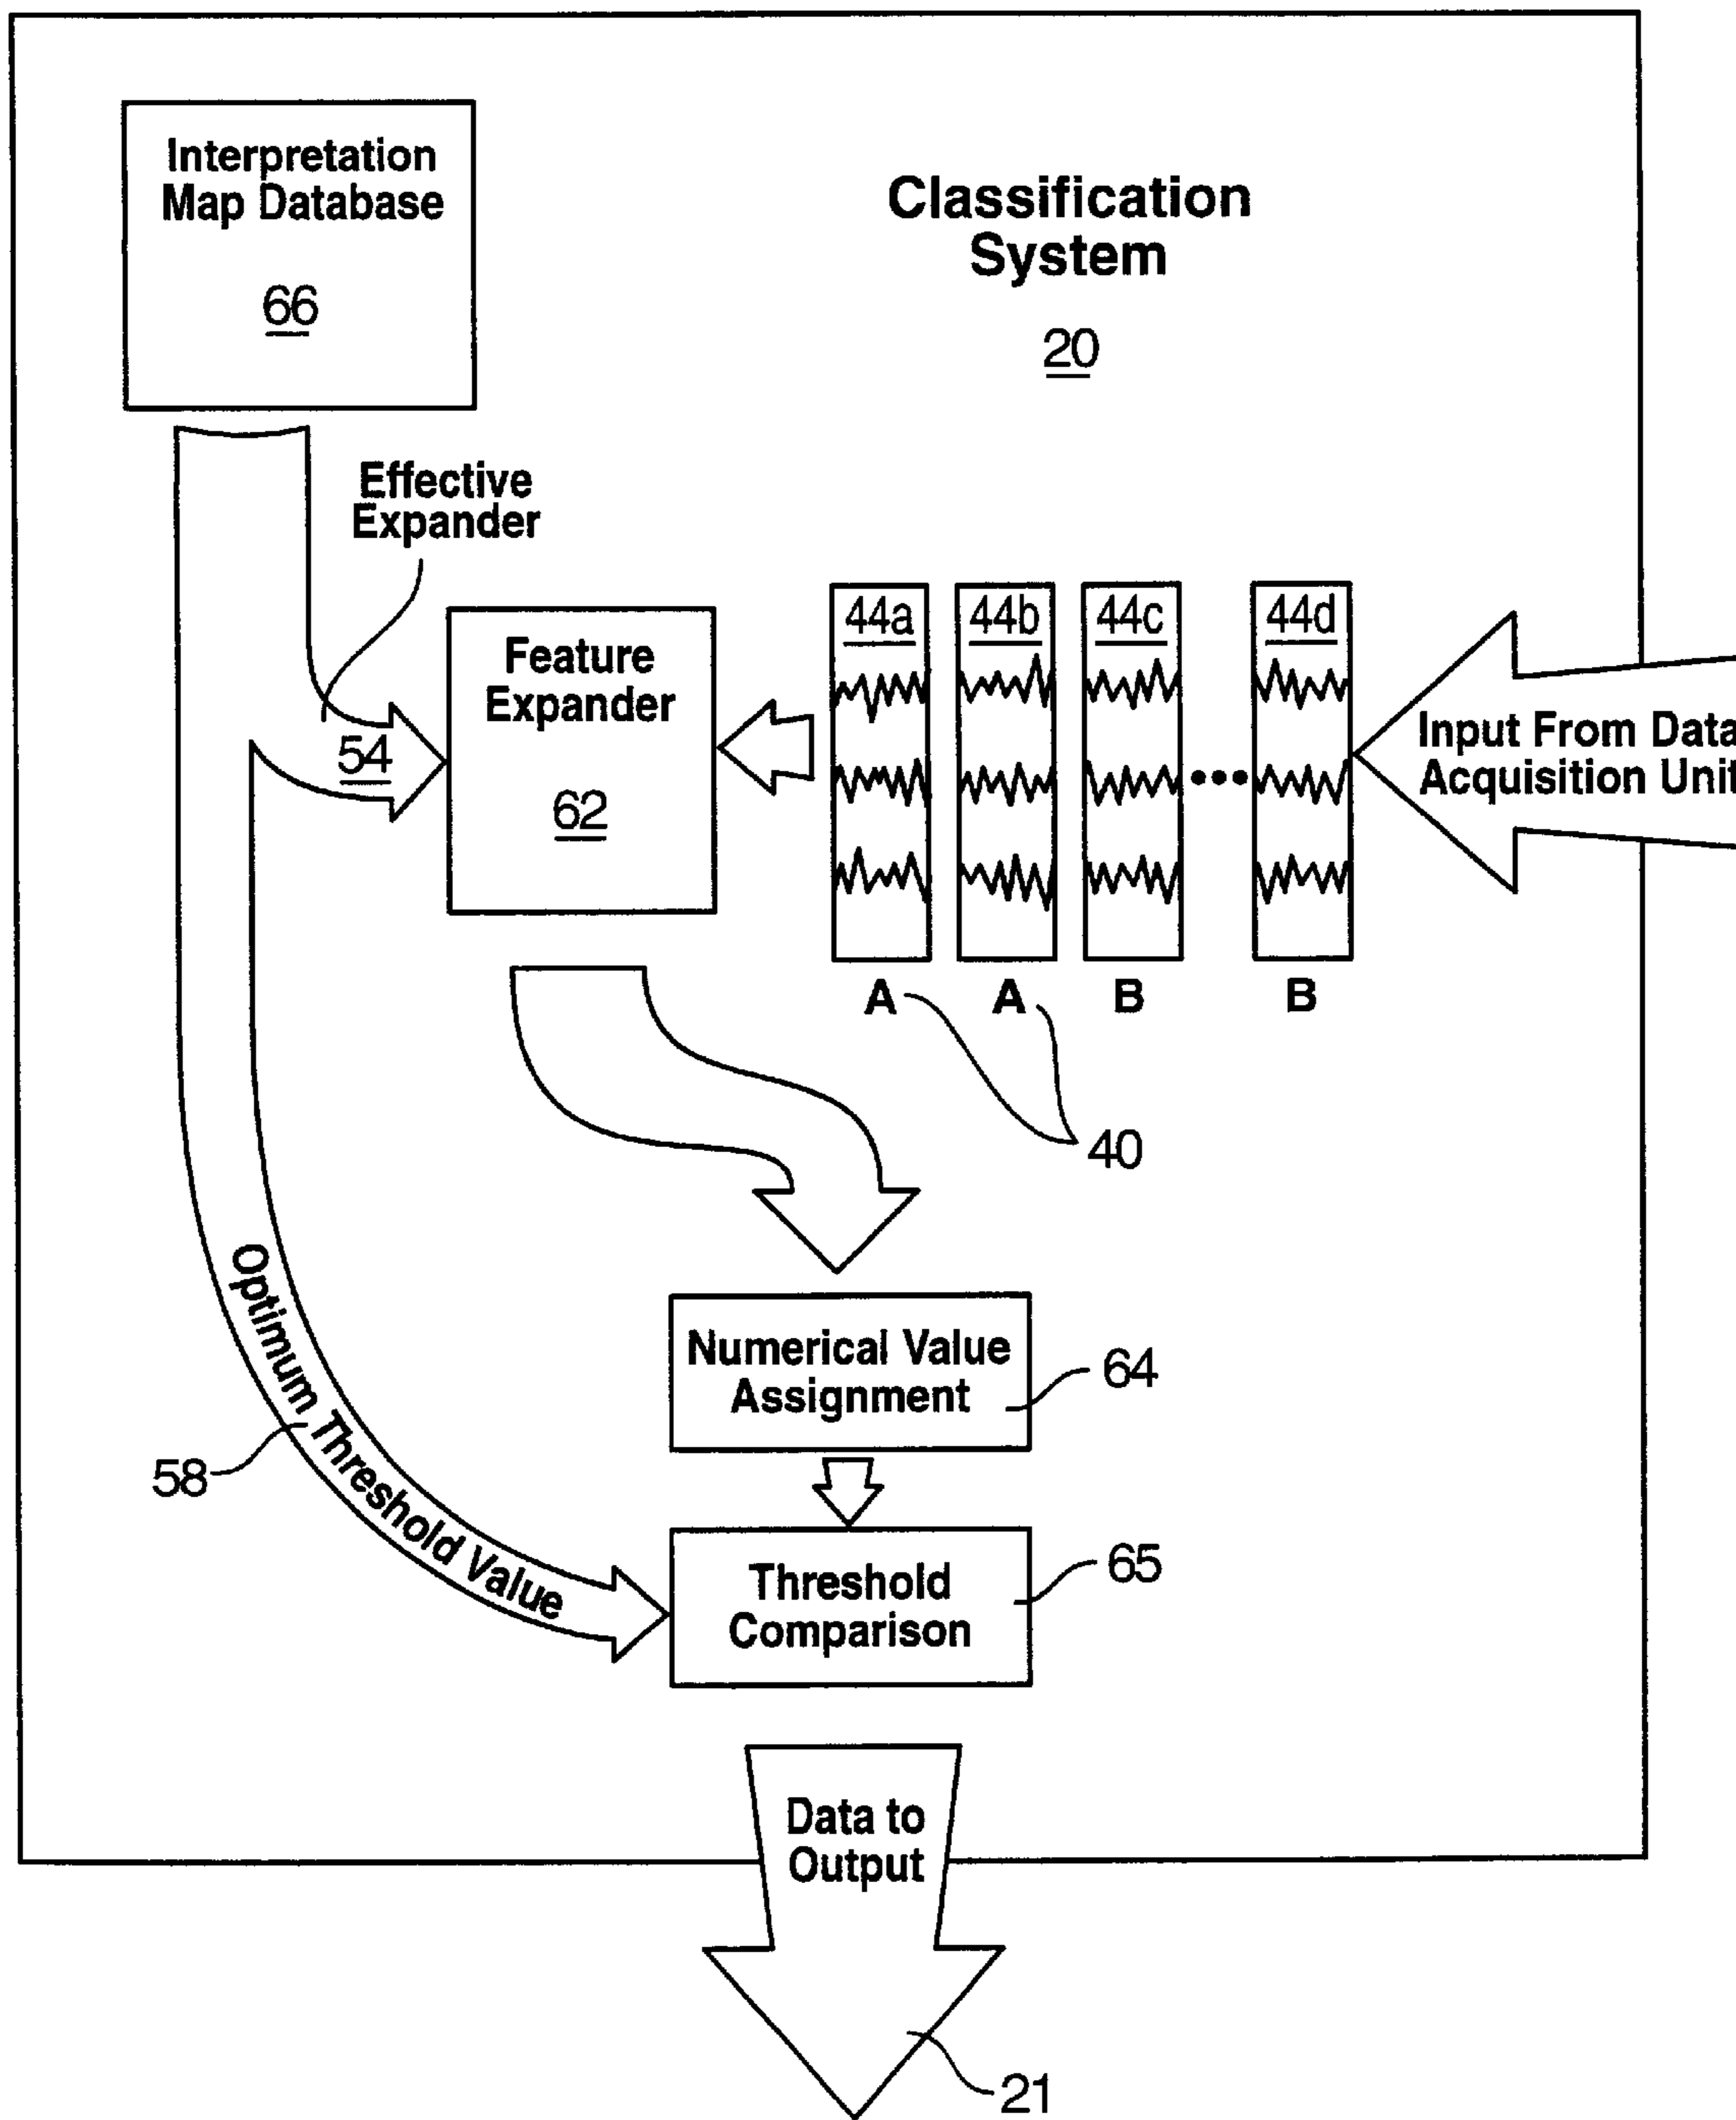 Interpretation
Map Database
66
Classification
System
20
Effective
Expander
54
Feature
Expander
62
44a
44b
44c
44d
Input From Data
Acquisition Unit
A
A
B
B
40
Optimum Threshold Value
58
Numerical Value
Assignment
64
Threshold
Comparison
65
Data to
Output
21